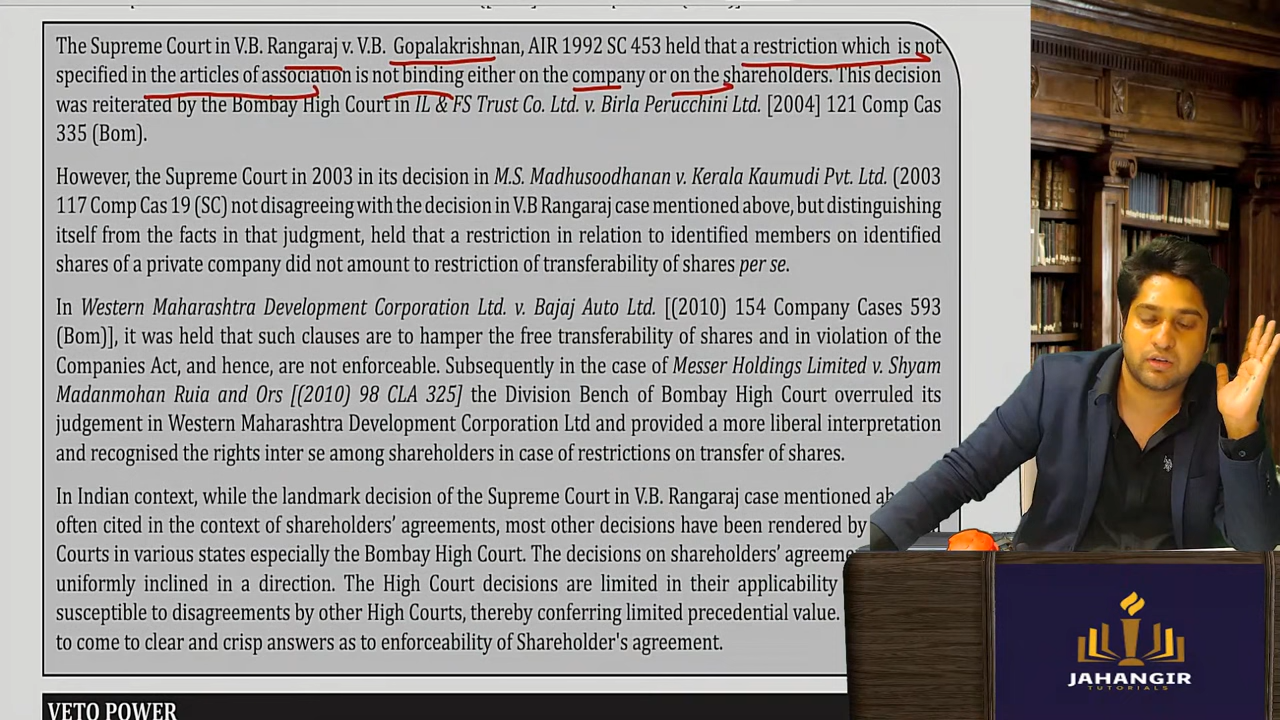 The Supreme Court in V.B. Rangaraj v. V.B. Gopalakrishnan, AIR 1992 SC 453 held that a restriction which is not
specified in the articles of association is not binding either on the company or on the shareholders. This decision
was reiterated by the Bombay High Court in IL & FS Trust Co. Ltd. v. Birla Perucchini Ltd. [2004] 121 Comp Cas
335 (Bom).
However, the Supreme Court in 2003 in its decision in M.S. Madhusoodhanan v. Kerala Kaumudi Pvt. Ltd. (2003
117 Comp Cas 19 (SC) not disagreeing with the decision in V.B Rangaraj case mentioned above, but distinguishing
itself from the facts in that judgment, held that a restriction in relation to identified members on identified
shares of a private company did not amount to restriction of transferability of shares per se.
In Western Maharashtra Development Corporation Ltd. v. Bajaj Auto Ltd. [(2010) 154 Company Cases 593
(Bom)], it was held that such clauses are to hamper the free transferability of shares and in violation of the
Companies Act, and hence, are not enforceable. Subsequently in the case of Messer Holdings Limited v. Shyam
Madanmohan Ruia and Ors [(2010) 98 CLA 325] the Division Bench of Bombay High Court overruled its
judgement in Western Maharashtra Development Corporation Ltd and provided a more liberal interpretation
and recognised the rights inter se among shareholders in case of restrictions on transfer of shares.
In Indian context, while the landmark decision of the Supreme Court in V.B. Rangaraj case mentioned
often cited in the context of shareholders' agreements, most other decisions have been rendered by
Courts in various states especially the Bombay High Court. The decisions on shareholders'
uniformly inclined in a direction. The High Court decisions are limited in their applicability
susceptible to disagreements by other High Courts, thereby conferring limited precedential value.
to come to clear and crisp answers as to enforceability of Shareholder's agreement.
VETO POWER
JAHANGIR
TUTORIALS